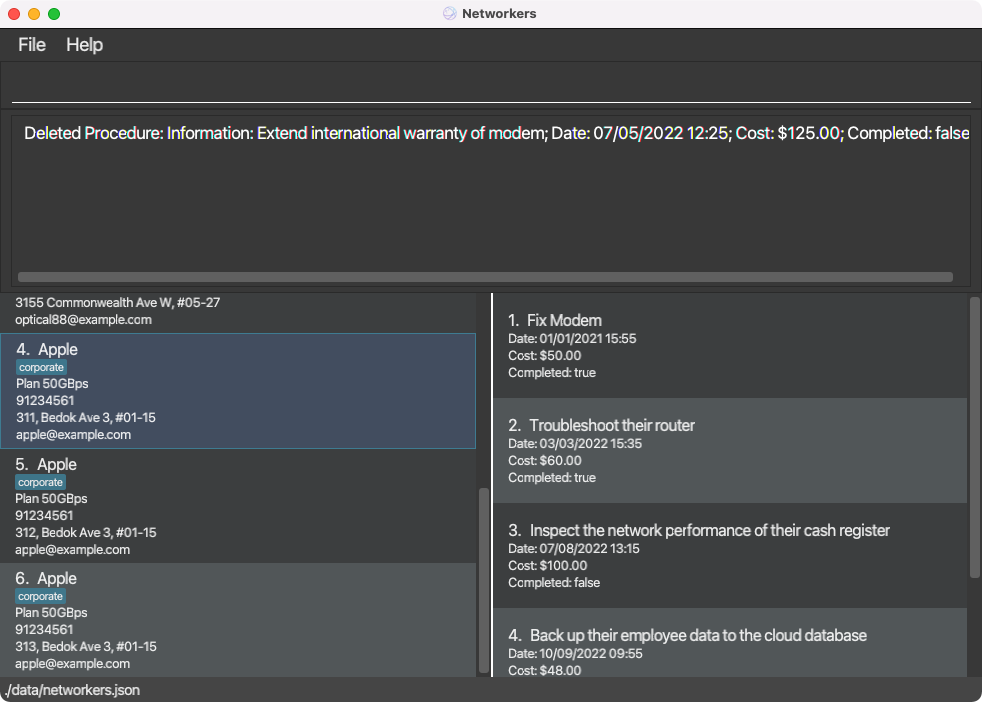 Networkers
File Help
Deleted Procedure: Information: Extend international warranty of modem; Date: 07/05/2022 12:25; Cost: $125.00; Completed: false
3155 Commonwealth Ave W, #05-27
optical88@example.com
4. Apple
corporate
Plan 50GBps
91234561
311, Bedok Ave 3, #01-15
apple@example.com
5. Apple
corporate
Plan 50GBps
91234561
312, Bedok Ave 3, #01-15
apple@example.com
6. Apple
corporate
Plan 50GBps
91234561
313, Bedok Ave 3, #01-15
apple@example.com
1. Fix Modem
Date: 01/01/2021 15:55
Cost: $50.00
Completed: true
2. Troubleshoot their router
Date: 03/03/2022 15:35
Cost: $60.00
Completed: true
3. Inspect the network performance of their cash register
Date: 07/08/2022 13:15
Cost: $100.00
Completed: false
4. Back up their employee data to the cloud database
Date: 10/09/2022 09:55
Cost: $48.00
./data/networkers.json